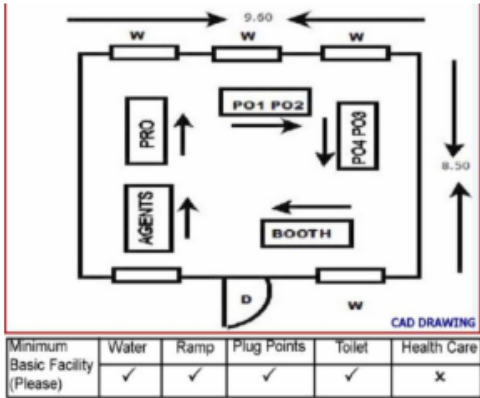 9.60
W W W
PO1 PO2
PRO
PO4 PO3
8.50
AGENTS
BOOTH
D
W
CAD DRAWING
Minimum Basic Facility (Please) Water Ramp Plug Points Toilet Health Care
✓ ✓ ✓ ✓ x